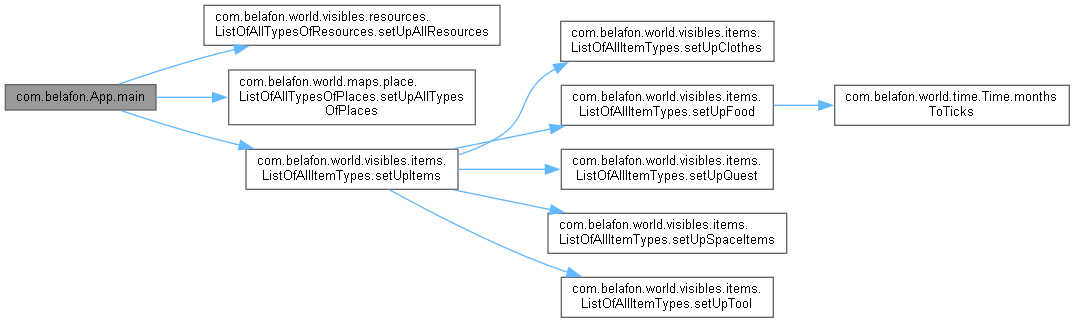 com.belafon.App.main
com.belafon.world.visibles.resources.
ListOfAllTypesOfResources.setUpAllResources
com.belafon.world.maps.place.
ListOfAllTypesOfPlaces.setUpAllTypes
OfPlaces
com.belafon.world.visibles.items.
ListOfAllItemTypes.setUpItems
com.belafon.world.visibles.items.
ListOfAllItemTypes.setUpClothes
com.belafon.world.visibles.items.
ListOfAllItemTypes.setUpFood
com.belafon.world.time.Time.months
ToTicks
com.belafon.world.visibles.items.
ListOfAllItemTypes.setUpQuest
com.belafon.world.visibles.items.
ListOfAllItemTypes.setUpSpaceItems
com.belafon.world.visibles.items.
ListOfAllItemTypes.setUpTool